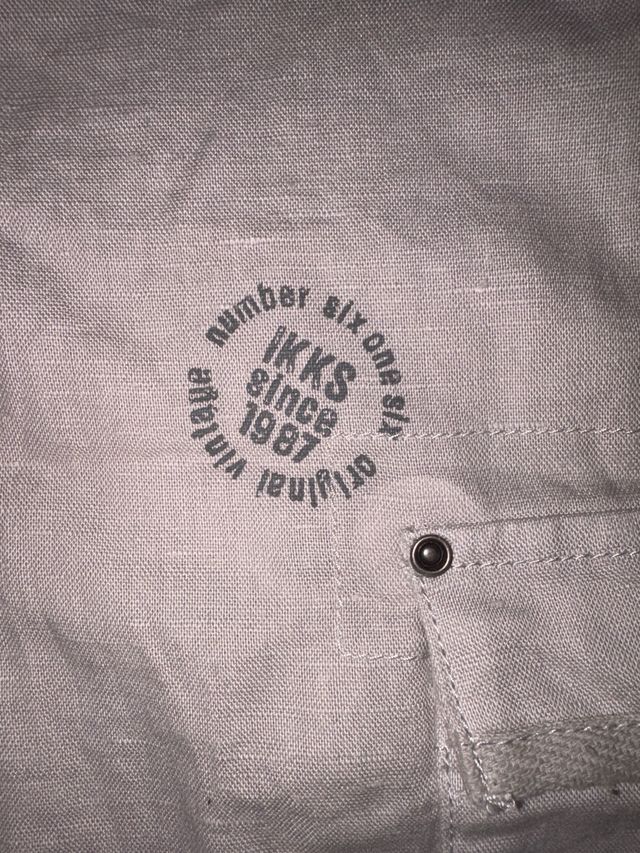 number six one six
IKKS
since
1987
original vintage